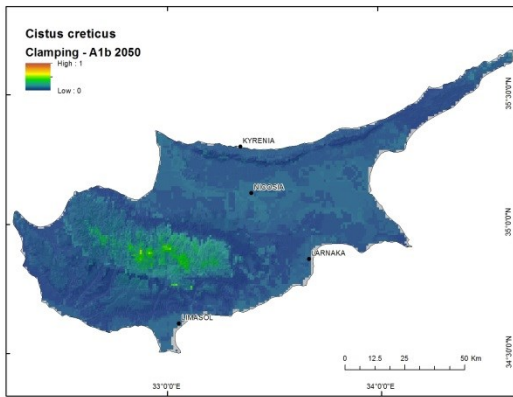 Cistus creticus
Clamping - A1b 2050
High : 1
Low : 0
KYRENIA
NICOSIA
LARNAKA
LIMASOL
35°30'0"N
35°0'0"N
34°30'0"N
0 12.5 25 50 Km
33°0'0"E 34°0'0"E